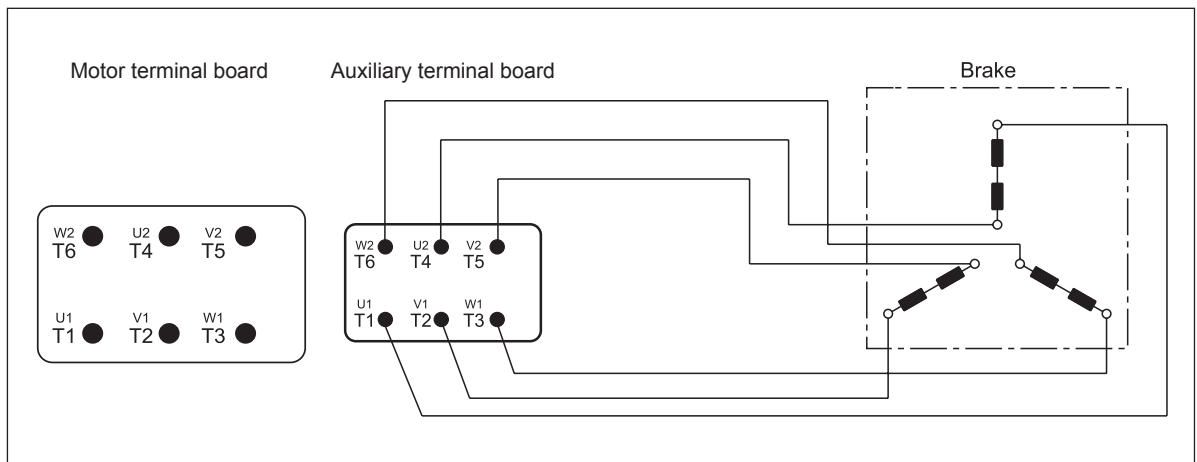 Motor terminal board
Auxiliary terminal board
Brake
W2 U2 V2
T6 T4 T5
U1 V1 W1
T1 T2 T3
W2 U2 V2
T6 T4 T5
U1 V1 W1
T1 T2 T3